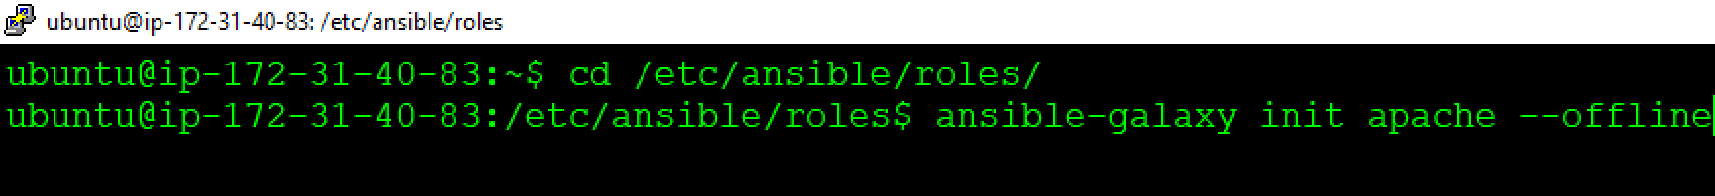 ubuntu@ip-172-31-40-83: /etc/ansible/roles
ubuntu@ip-172-31-40-83:~$ cd /etc/ansible/roles/
ubuntu@ip-172-31-40-83:/etc/ansible/roles$ ansible-galaxy init apache --offline